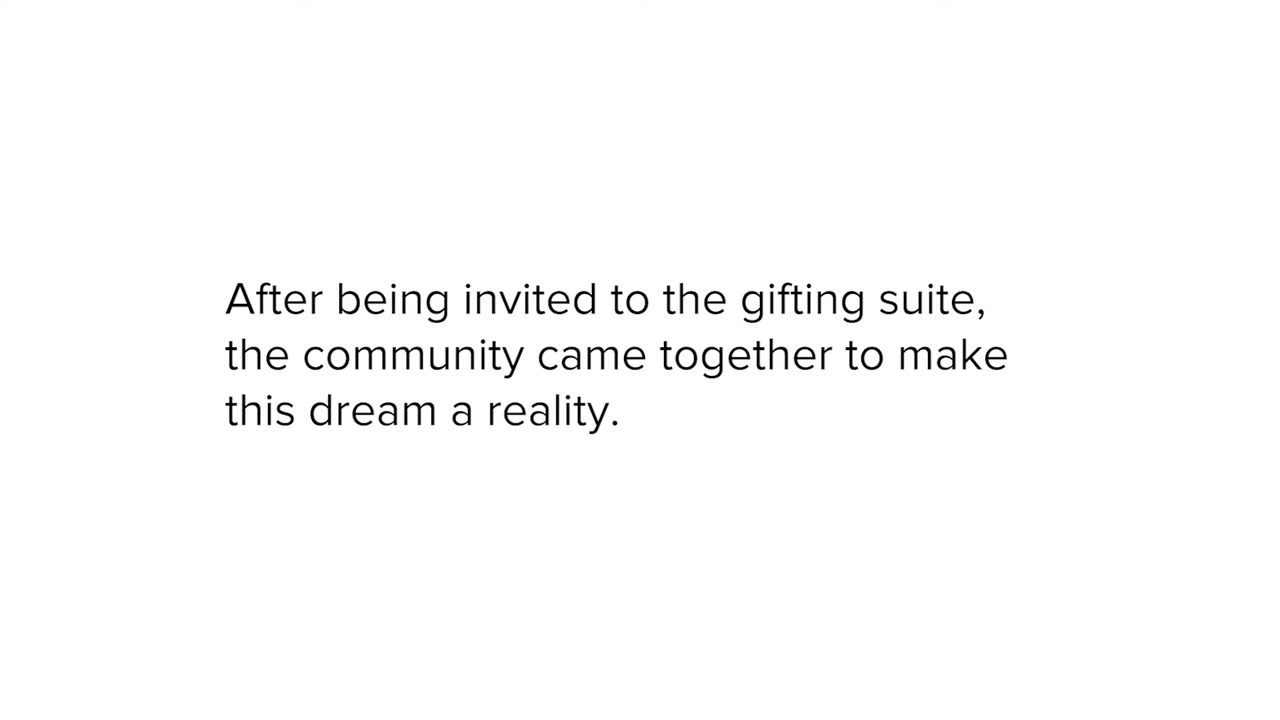 After being invited to the gifting suite,
the community came together to make
this dream a reality.